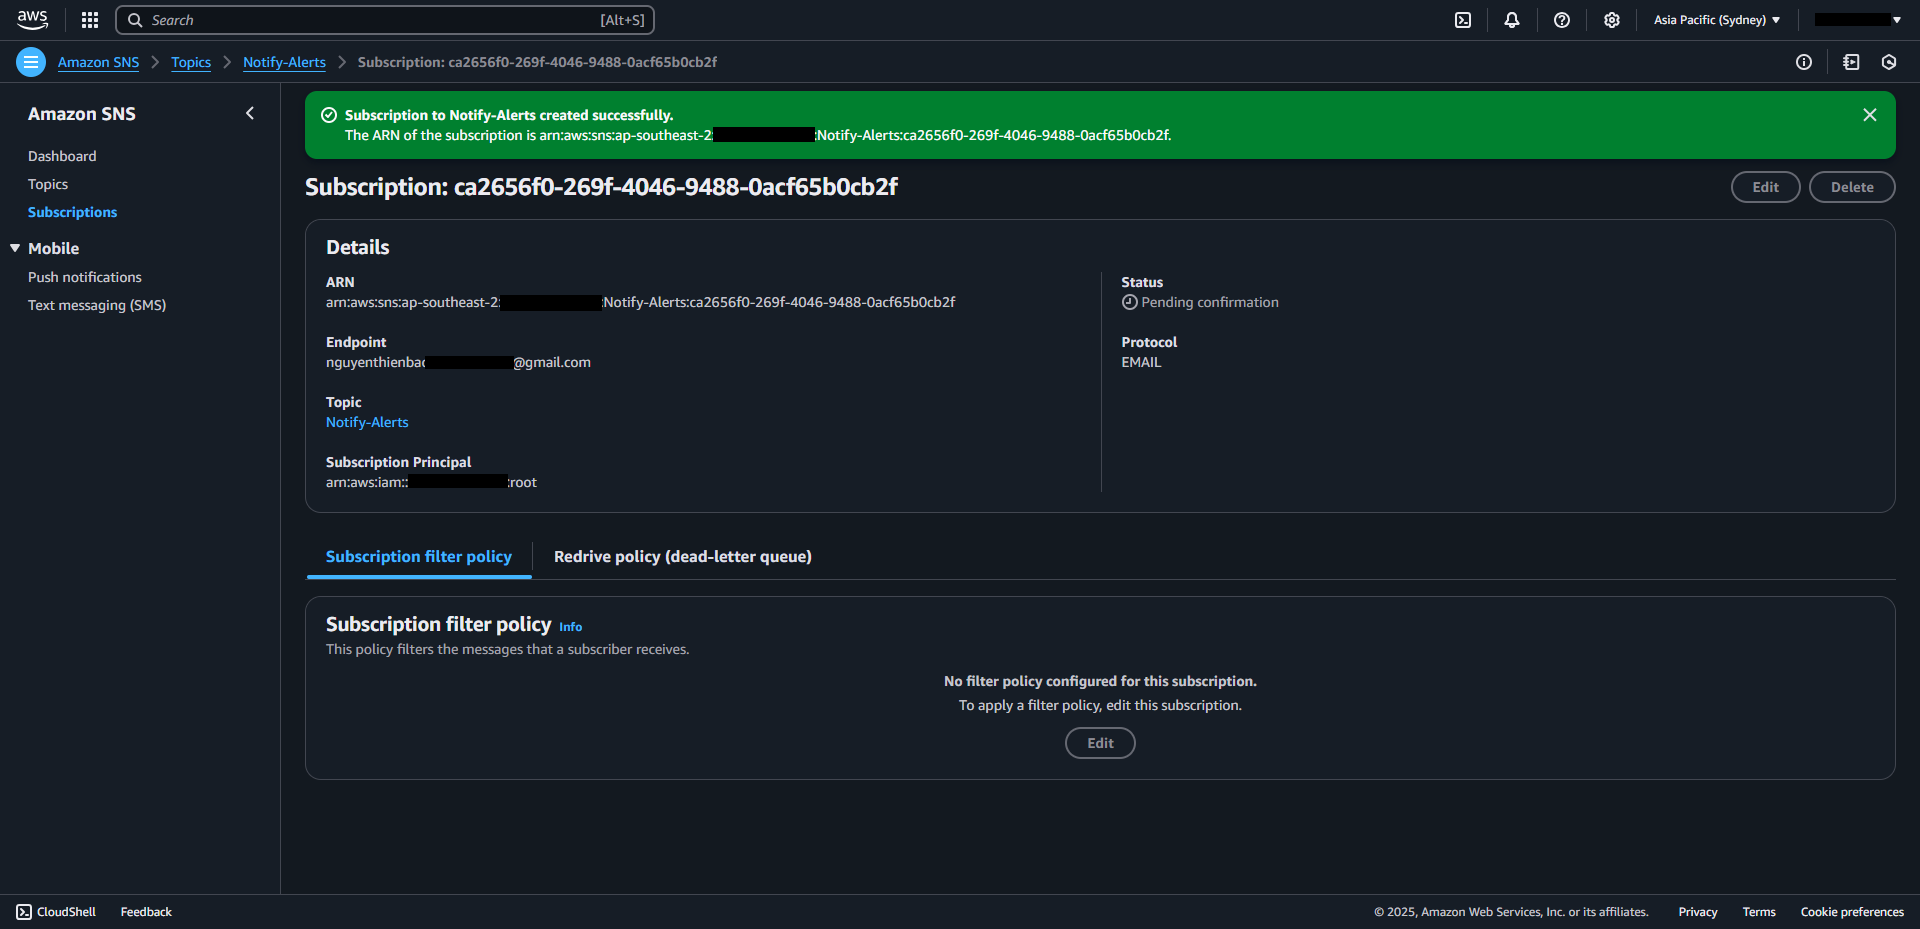 aws
Search [Alt+S]
Asia Pacific (Sydney)
Amazon SNS
Topics
Notify-Alerts
Subscription: ca2656f0-269f-4046-9488-0acf65b0cb2f
Amazon SNS
Dashboard
Topics
Subscriptions
Mobile
Push notifications
Text messaging (SMS)
Subscription to Notify-Alerts created successfully.
The ARN of the subscription is arn:aws:sns:ap-southeast-2: :Notify-Alerts:ca2656f0-269f-4046-9488-0acf65b0cb2f.
Subscription: ca2656f0-269f-4046-9488-0acf65b0cb2f
Edit
Delete
Details
ARN
arn:aws:sns:ap-southeast-2: :Notify-Alerts:ca2656f0-269f-4046-9488-0acf65b0cb2f
Endpoint
nguyenthienbac @gmail.com
Topic
Notify-Alerts
Subscription Principal
arn:aws:iam:: :root
Status
Pending confirmation
Protocol
EMAIL
Subscription filter policy
Redrive policy (dead-letter queue)
Subscription filter policy Info
This policy filters the messages that a subscriber receives.
No filter policy configured for this subscription.
To apply a filter policy, edit this subscription.
Edit
CloudShell
Feedback
© 2025, Amazon Web Services, Inc. or its affiliates.
Privacy
Terms
Cookie preferences